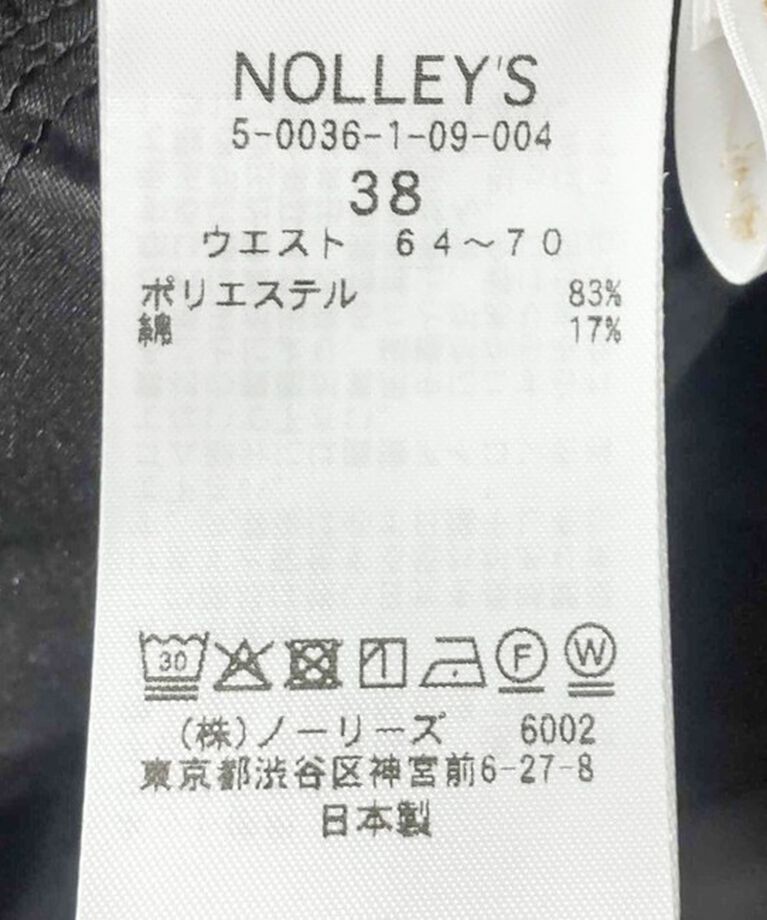 NOLLEY'S
5-0036-1-09-004
38
ウエスト 64～70
ポリエステル 83%
綿 17%
30 F W
(株)ノーリーズ 6002
東京都渋谷区神宮前6-27-8
日本製